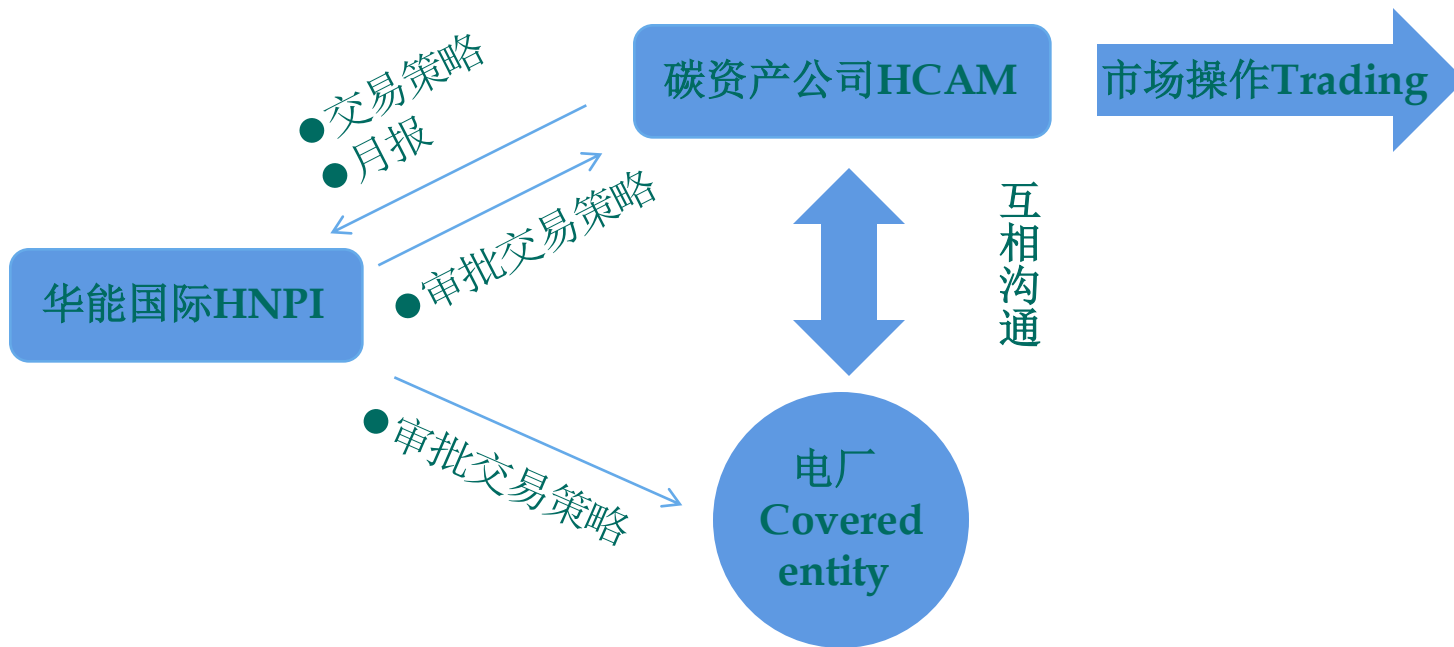 碳资产公司HCAM
市场操作Trading
●交易策略
●月报
●审批交易策略
互相沟通
华能国际HNPI
●审批交易策略
电厂
Covered
entity